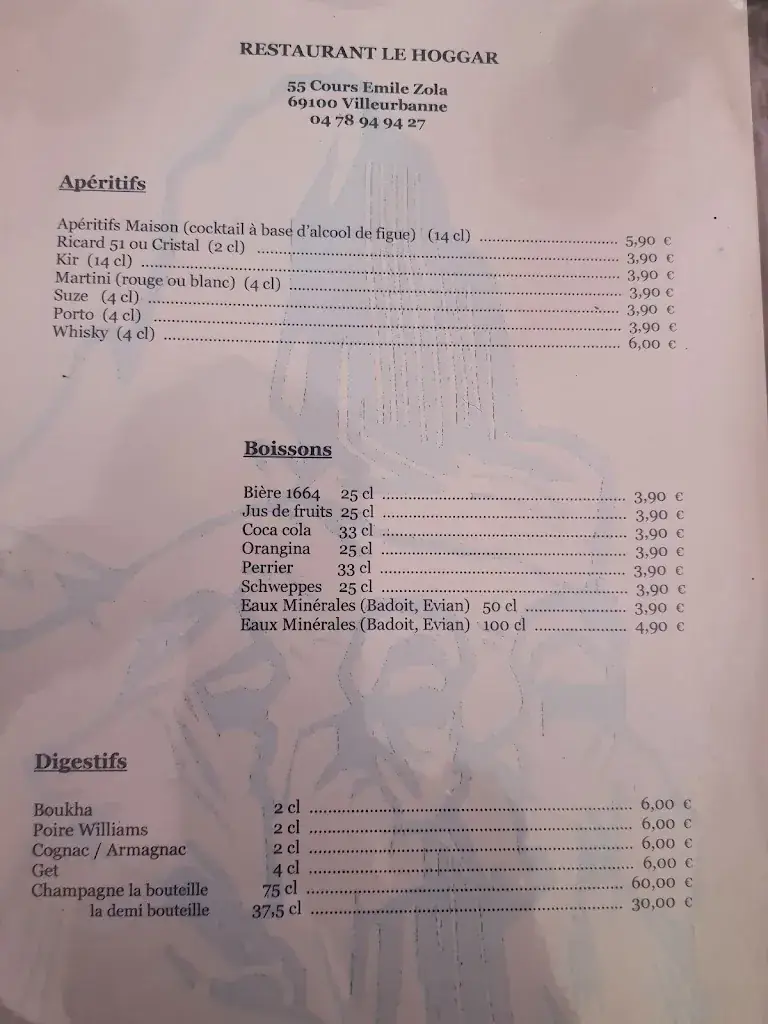 RESTAURANT LE HOGGAR
55 Cours Emile Zola
69100 Villeurbanne
04 78 94 94 27
Apéritifs
Apéritifs Maison (cocktail à base d'alcool de figue) (14 cl) ........ 5,90 €
Ricard 51 ou Cristal (2 cl) ........ 3,90 €
Kir (14 cl) ........ 3,90 €
Martini (rouge ou blanc) (4 cl) ........ 3,90 €
Suze (4 cl) ........ 3,90 €
Porto (4 cl) ........ 3,90 €
Whisky (4 cl) ........ 6,00 €
Boissons
Bière 1664 25 cl ........ 3,90 €
Jus de fruits 25 cl ........ 3,90 €
Coca cola 33 cl ........ 3,90 €
Orangina 25 cl ........ 3,90 €
Perrier 33 cl ........ 3,90 €
Schweppes 25 cl ........ 3,90 €
Eaux Minérales (Badoit, Evian) 50 cl ........ 3,90 €
Eaux Minérales (Badoit, Evian) 100 cl ........ 4,90 €
Digestifs
Boukha 2 cl ........ 6,00 €
Poire Williams 2 cl ........ 6,00 €
Cognac / Armagnac 2 cl ........ 6,00 €
Get 4 cl ........ 6,00 €
Champagne la bouteille 75 cl ........ 60,00 €
la demi bouteille 37,5 cl ........ 30,00 €